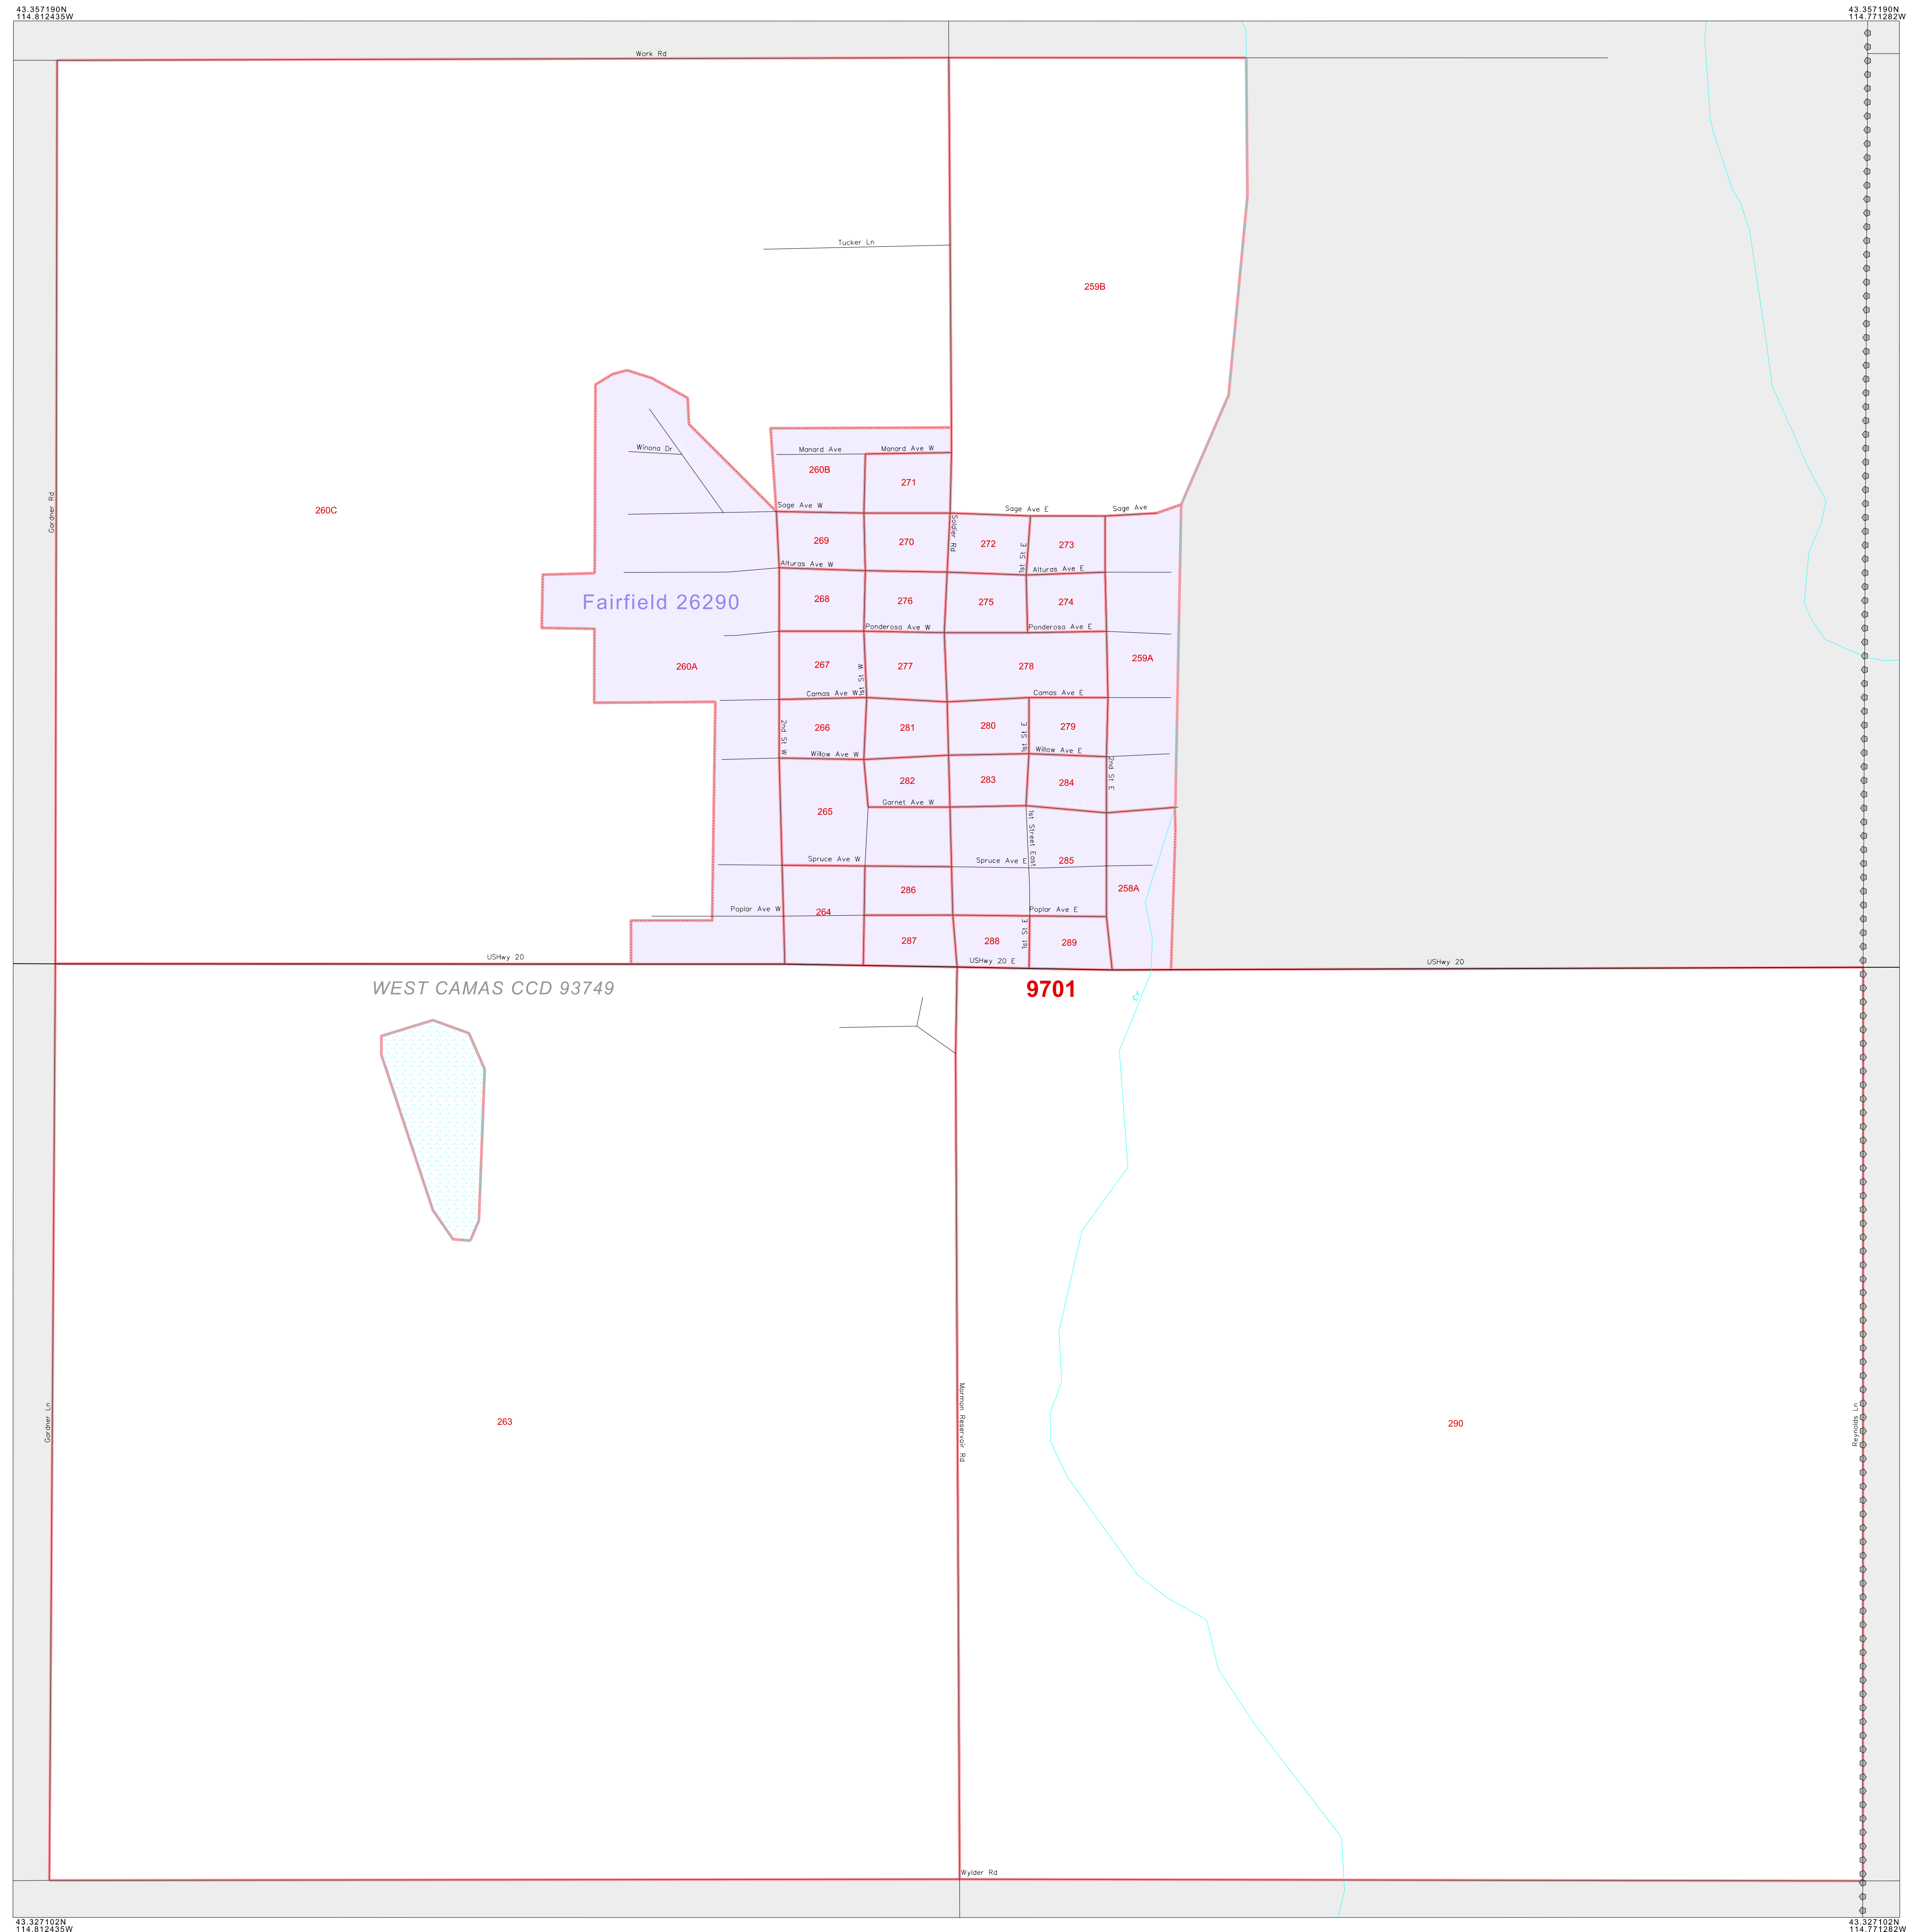 43.357190N
114.812435W
43.357190N
114.771282W
Work Rd
Tucker Ln
259B
Winona Dr
Manard Ave
Manard Ave W
260B
271
Gardner Rd
260C
Sage Ave W
Soldier Rd
Sage Ave E
Sage Ave
269
270
272
1st St E
273
Alturas Ave W
Alturas Ave E
Fairfield 26290
268
276
275
274
Ponderosa Ave W
Ponderosa Ave E
260A
267
1st St W
277
278
259A
Camas Ave W
Camas Ave E
2nd St W
266
281
280
1st St E
279
Willow Ave W
Willow Ave E
282
283
284
2nd St E
Garnet Ave W
265
1st Street East
Spruce Ave W
Spruce Ave E
285
286
258A
Poplar Ave W
264
Poplar Ave E
287
288
1st St E
289
USHwy 20
USHwy 20 E
USHwy 20
WEST CAMAS CCD 93749
9701
Cr
Gardner Ln
263
Mormon Reservoir Rd
290
Reynolds Ln
Wylder Rd
43.327102N
114.812435W
43.327102N
114.771282W